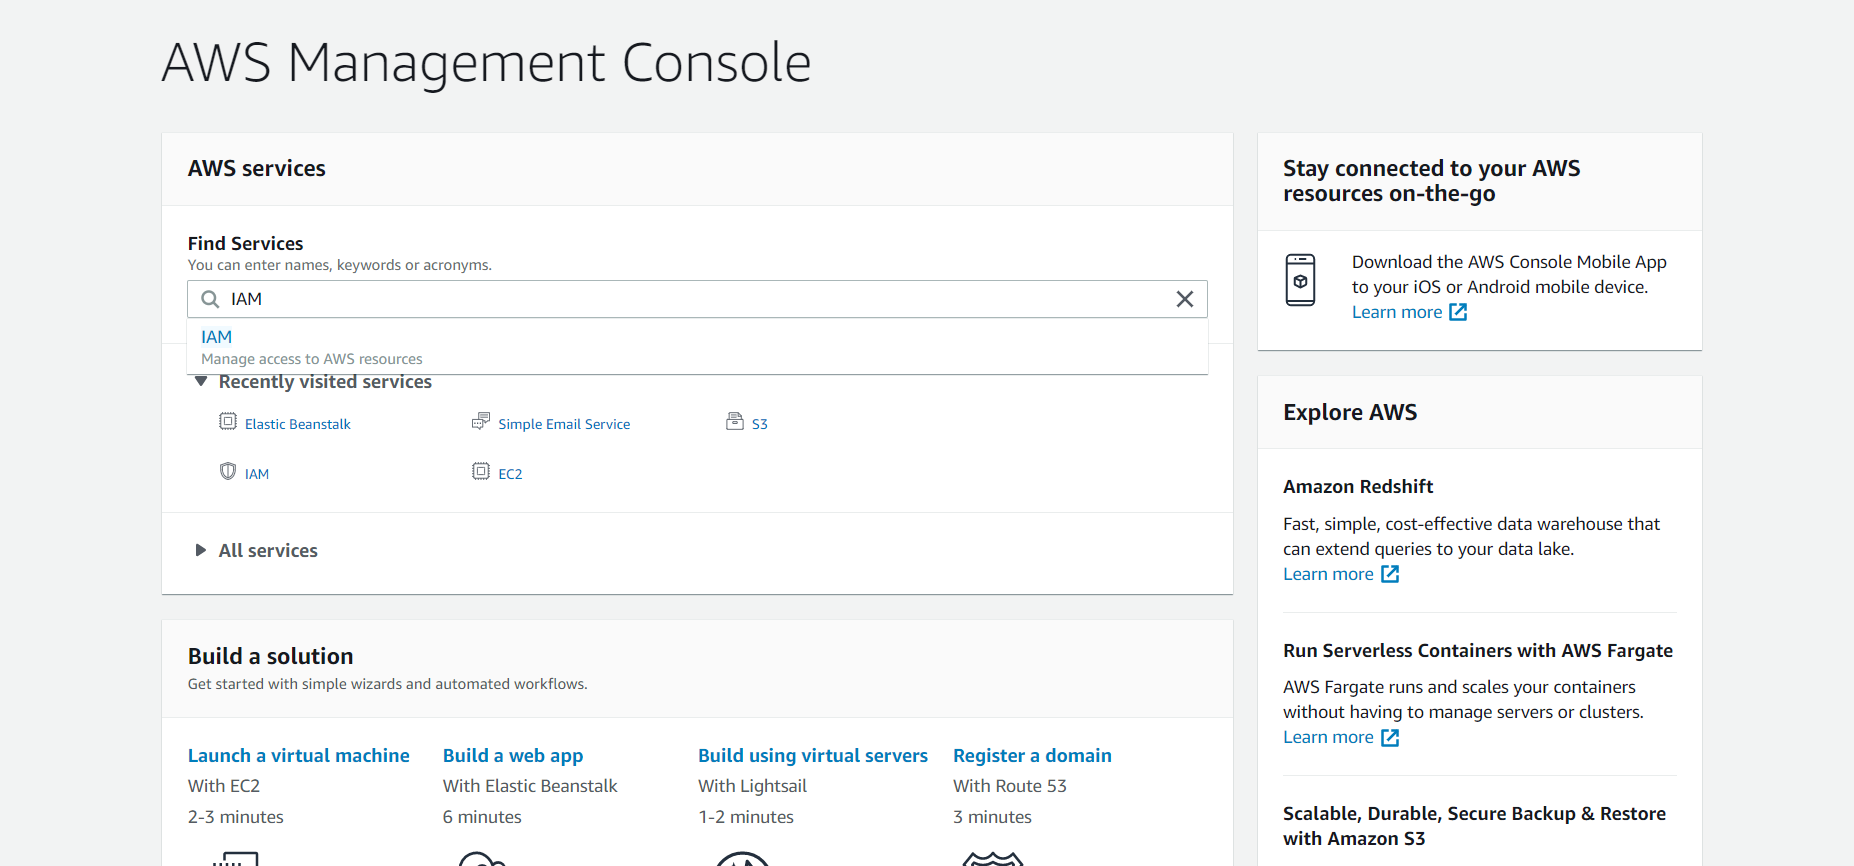 AWS Management Console
AWS services
Find Services
You can enter names, keywords or acronyms.
IAM
IAM
Manage access to AWS resources
Recently visited services
Elastic Beanstalk
Simple Email Service
S3
IAM
EC2
All services
Build a solution
Get started with simple wizards and automated workflows.
Launch a virtual machine
With EC2
2-3 minutes
Build a web app
With Elastic Beanstalk
6 minutes
Build using virtual servers
With Lightsail
1-2 minutes
Register a domain
With Route 53
3 minutes
Stay connected to your AWS
resources on-the-go
Download the AWS Console Mobile App
to your iOS or Android mobile device.
Learn more
Explore AWS
Amazon Redshift
Fast, simple, cost-effective data warehouse that
can extend queries to your data lake.
Learn more
Run Serverless Containers with AWS Fargate
AWS Fargate runs and scales your containers
without having to manage servers or clusters.
Learn more
Scalable, Durable, Secure Backup & Restore
with Amazon S3